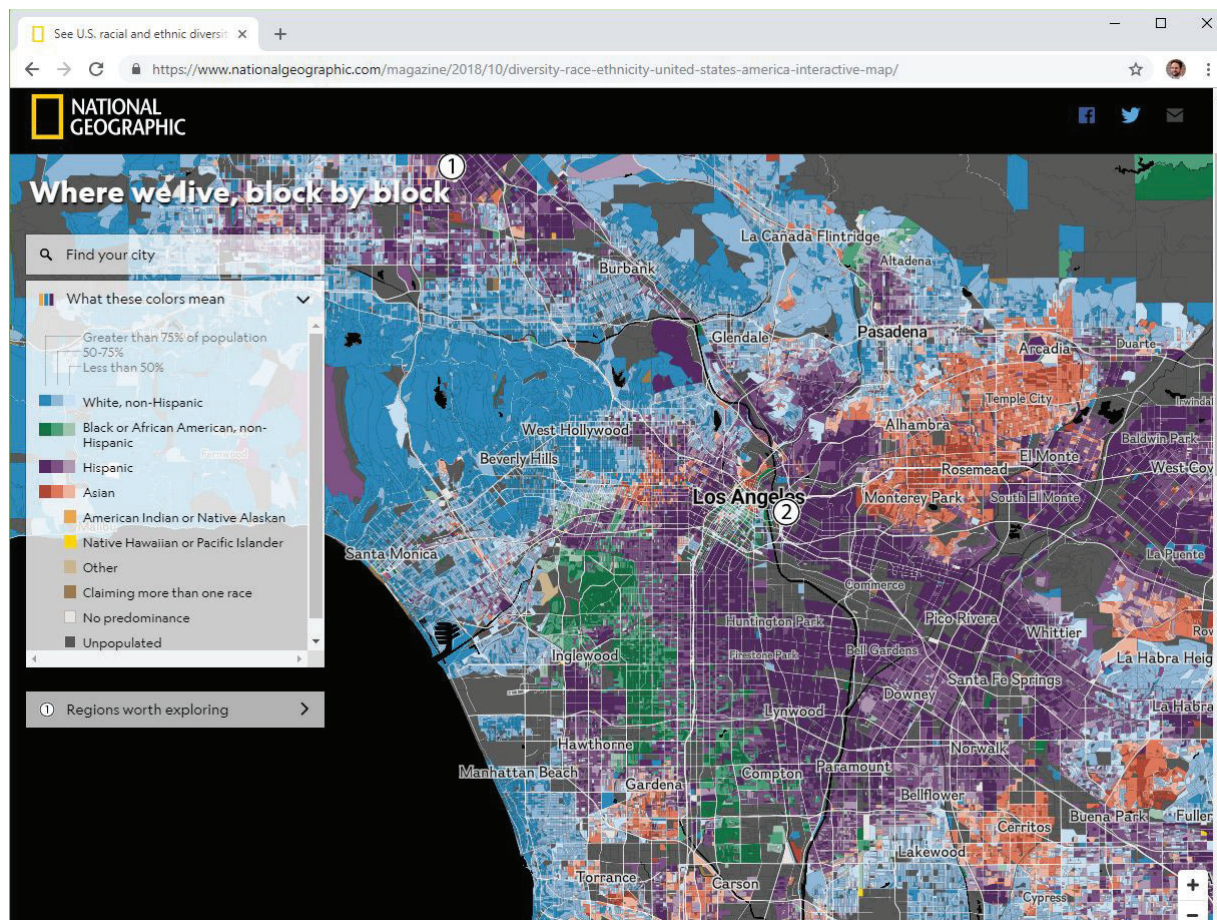 See U.S. racial and ethnic diversit
https://www.nationalgeographic.com/magazine/2018/10/diversity-race-ethnicity-united-states-america-interactive-map/
NATIONAL
GEOGRAPHIC
1
Where we live, block by block
Find your city
What these colors mean
Greater than 75% of population
50-75%
Less than 50%
White, non-Hispanic
Black or African American, non-
Hispanic
Hispanic
Asian
American Indian or Native Alaskan
Native Hawaiian or Pacific Islander
Other
Claiming more than one race
No predominance
Unpopulated
1 Regions worth exploring
La Cañada Flintridge
Altadena
Burbank
Glendale
Pasadena
Arcadia
Duarte
Temple City
Irwindal
West Hollywood
Alhambra
Baldwin Park
Beverly Hills
El Monte
Rosemead
West Cov
Los Angeles
Monterey Park
South El Monte
2
Santa Monica
La Puente
Commerce
Huntington Park
Pico Rivera
Whittier
Inglewood
Firestone Park
Bell Gardens
Row
La Habra Heig
Santa Fe Springs
Downey
Lynwood
La Habra
Hawthorne
Norwalk
Manhattan Beach
Gardena
Compton
Paramount
Bellflower
Buena Park
Fuller
Cerritos
Lakewood
Torrance
Carson
Cypress